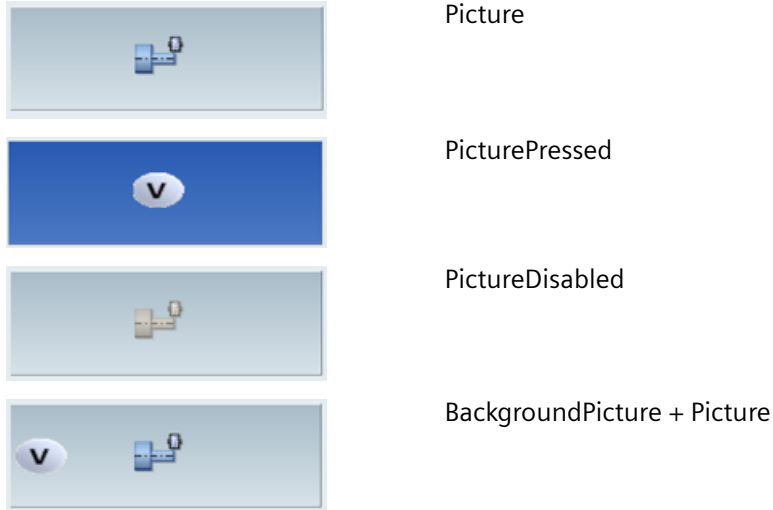 Picture
V
PicturePressed
PictureDisabled
V
BackgroundPicture + Picture